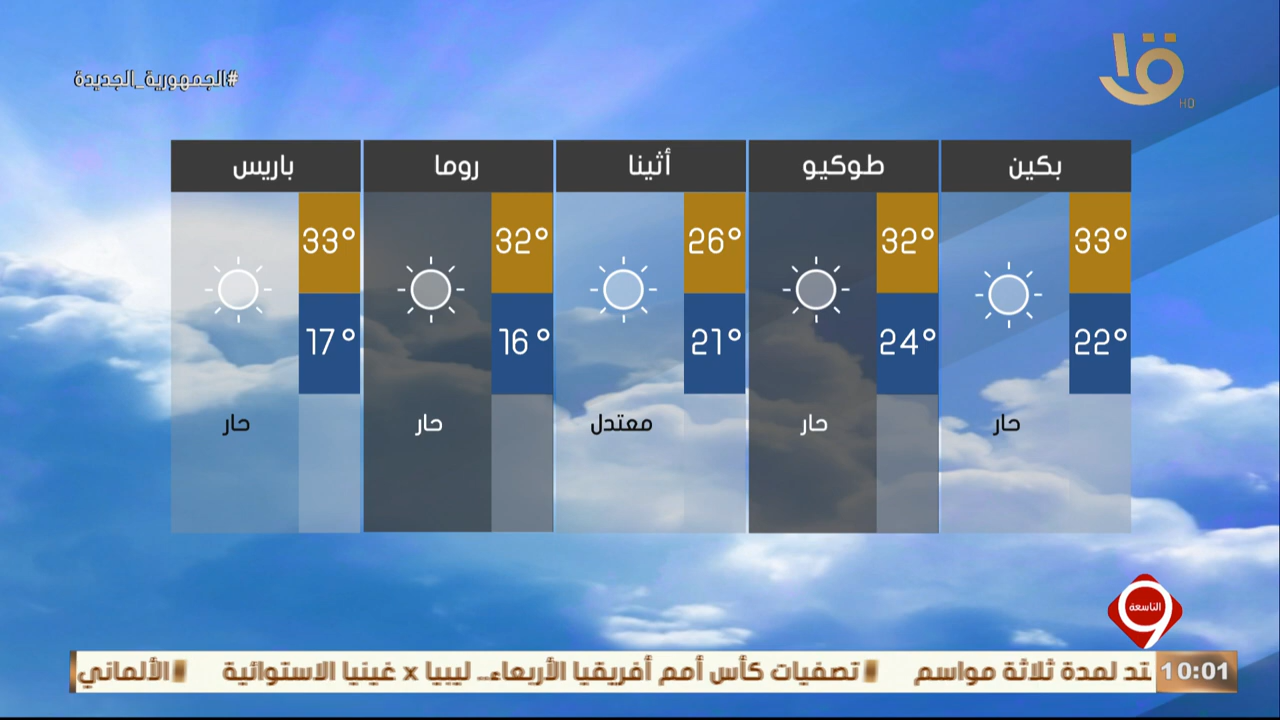 #الجمهورية_الجديدة
HD
بكين
33°
22°
حار
طوكيو
32°
24°
حار
أثينا
26°
21°
معتدل
روما
32°
16°
حار
باريس
33°
17°
حار
التاسعة
9
10:01
تد لمدة ثلاثة مواسم تصفيات كأس أمم أفريقيا الأربعاء.. ليبيا x غينيا الاستوائية الألماني